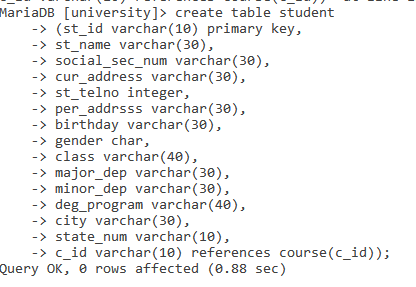 MariaDB [university]> create table student
-> (st_id varchar(10) primary key,
-> st_name varchar(30),
-> social_sec_num varchar(30),
-> cur_address varchar(30),
-> st_telno integer,
-> per_addrsss varchar(30),
-> birthday varchar(30),
-> gender char,
-> class varchar(40),
-> major_dep varchar(30),
-> minor_dep varchar(30),
-> deg_program varchar(40),
-> city varchar(30),
-> state_num varchar(10),
-> c_id varchar(10) references course(c_id));
Query OK, 0 rows affected (0.88 sec)